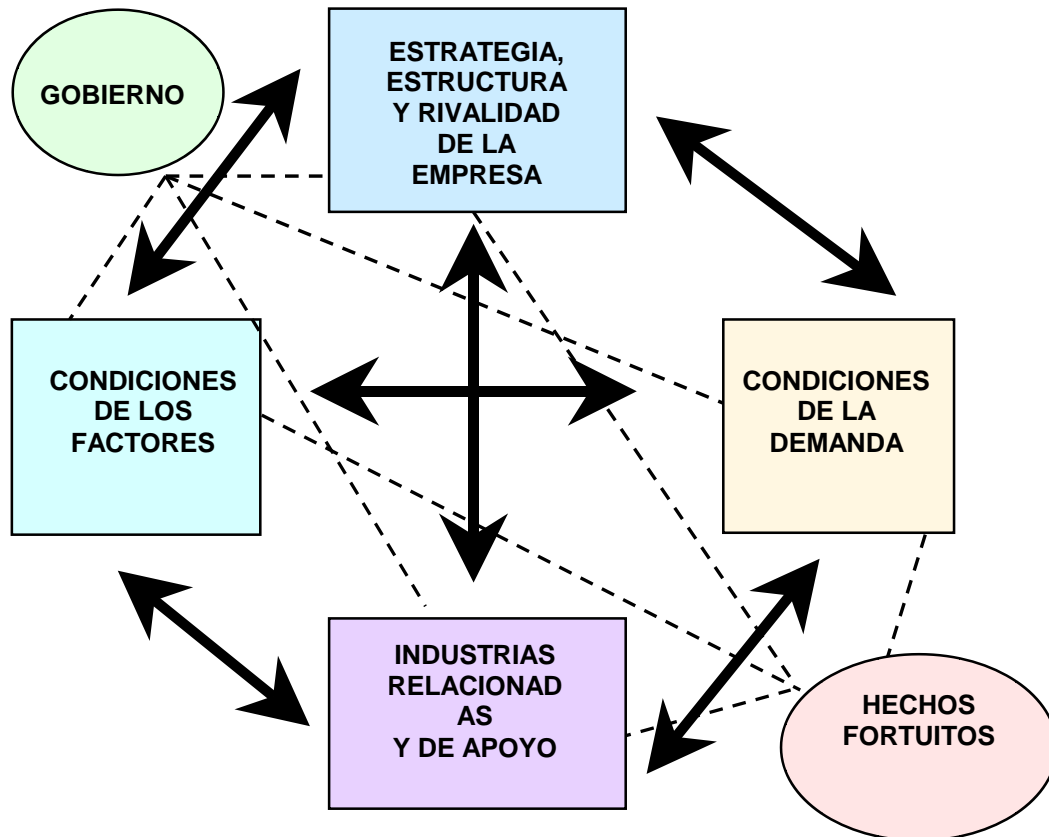 GOBIERNO
ESTRATEGIA,
ESTRUCTURA
Y RIVALIDAD
DE LA
EMPRESA
CONDICIONES
DE LOS
FACTORES
CONDICIONES
DE LA
DEMANDA
INDUSTRIAS
RELACIONAD
AS
Y DE APOYO
HECHOS
FORTUITOS